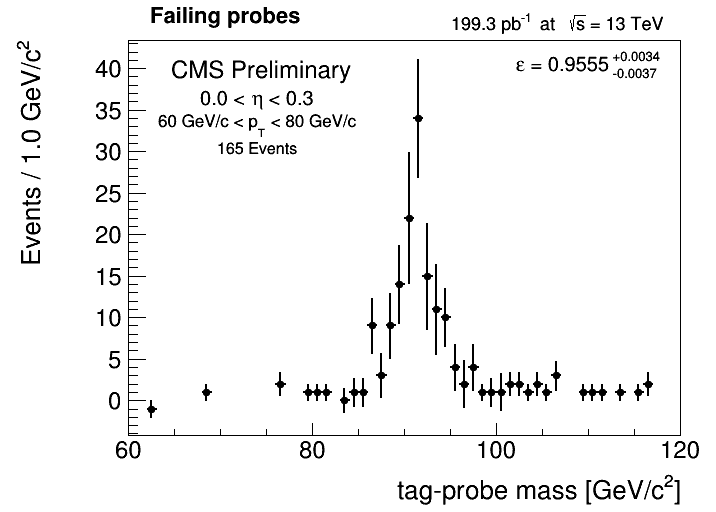 Failing probes
199.3 pb⁻¹ at √s = 13 TeV
CMS Preliminary
ε = 0.9555 +0.0034 -0.0037
0.0 < η < 0.3
60 GeV/c < p_T < 80 GeV/c
165 Events
Events / 1.0 GeV/c²
40
35
30
25
20
15
10
5
0
60 80 100 120
tag-probe mass [GeV/c²]